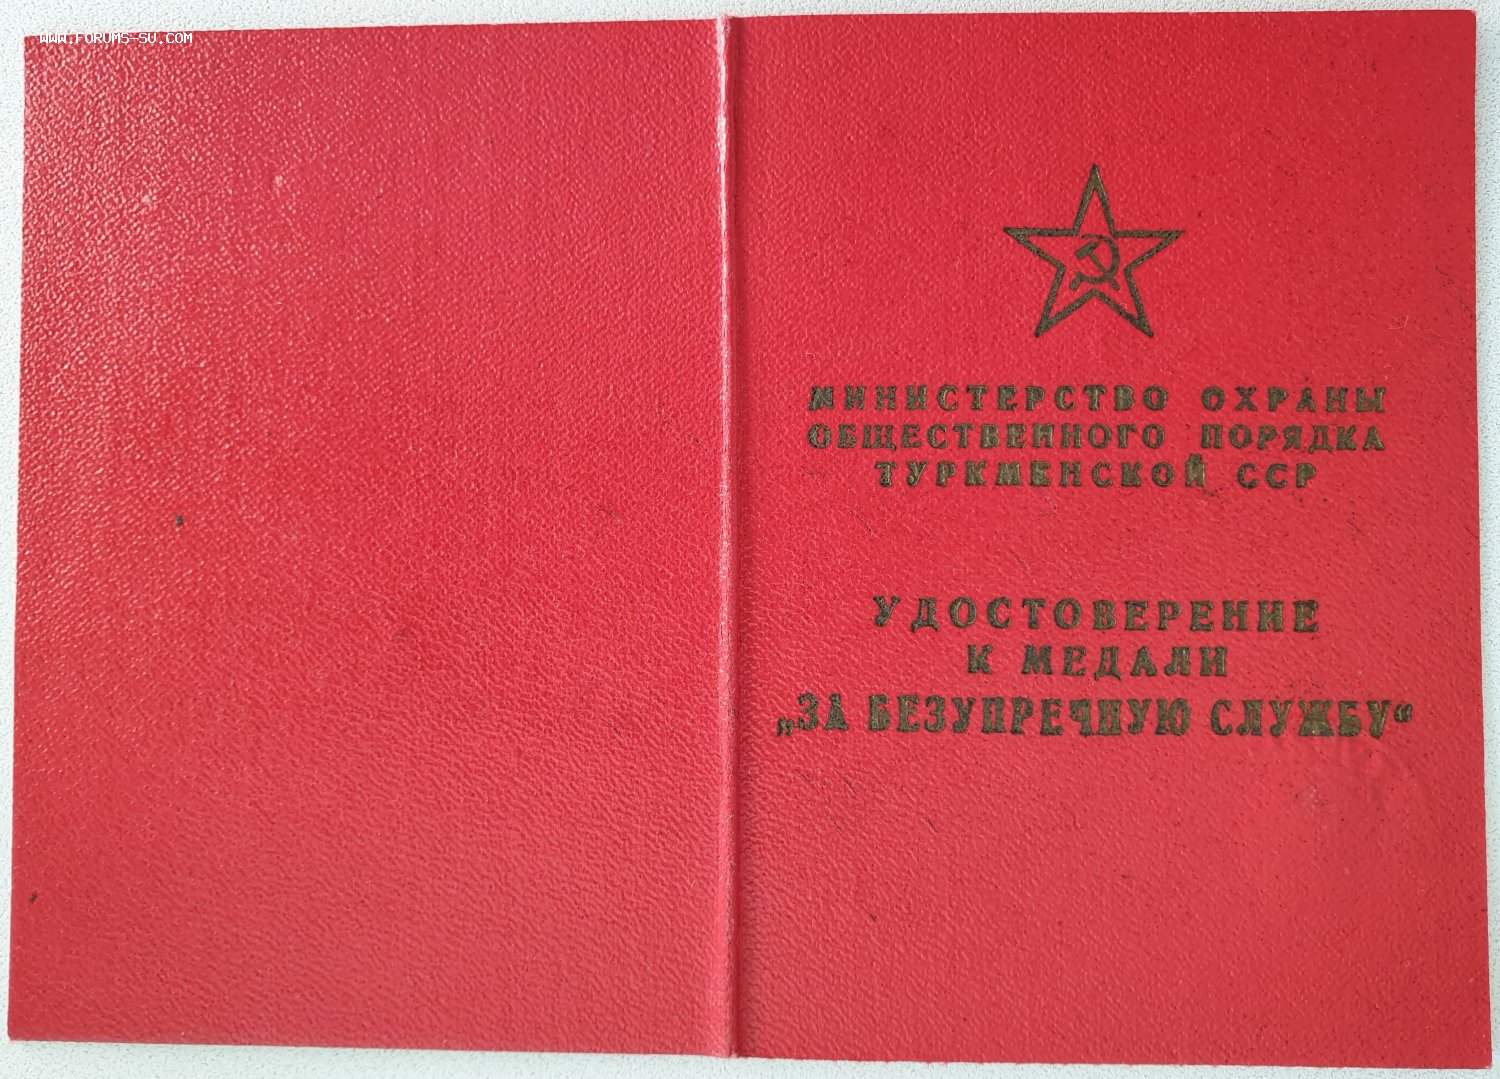 WWW.FORUMS-SU.COM
МИНИСТЕРСТВО ОХРАНЫ
ОБЩЕСТВЕННОГО ПОРЯДКА
ТУРКМЕНСКОЙ ССР
УДОСТОВЕРЕНИЕ
К МЕДАЛИ
„ЗА БЕЗУПРЕЧНУЮ СЛУЖБУ“